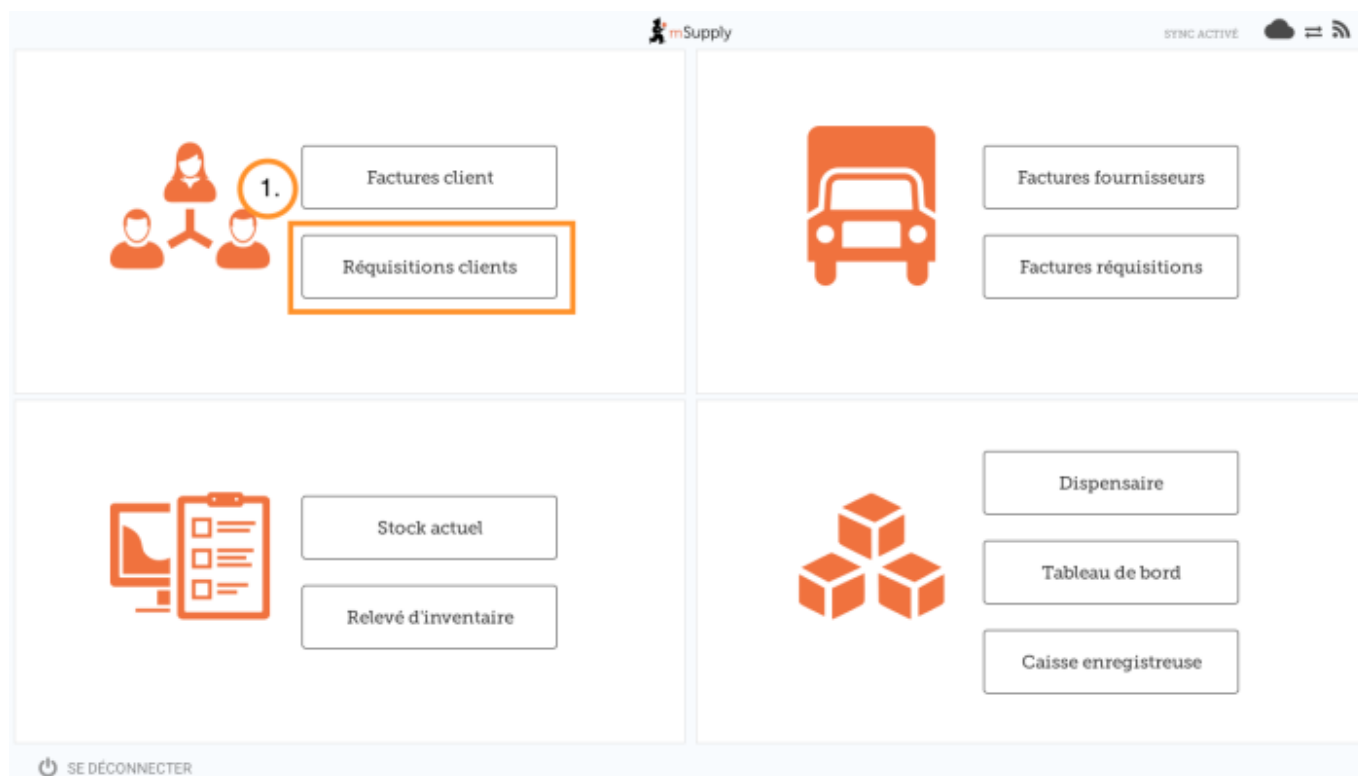 mSupply
SYNC ACTIVÉ
1.
Factures client
Réquisitions clients
Factures fournisseurs
Factures réquisitions
Stock actuel
Relevé d'inventaire
Dispensaire
Tableau de bord
Caisse enregistreuse
SE DÉCONNECTER